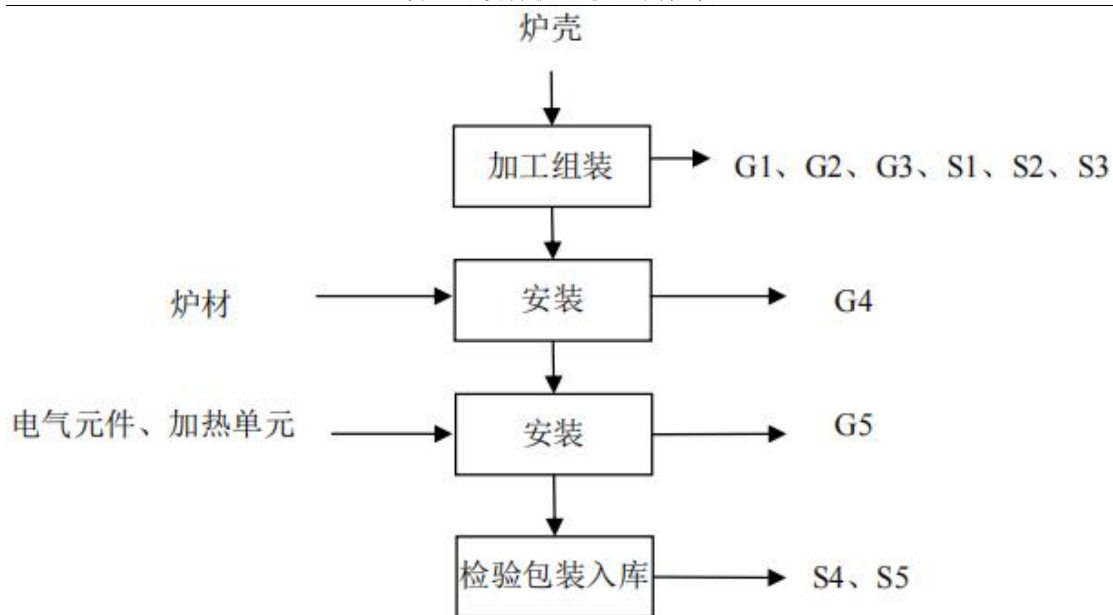 炉壳
加工组装
G1、G2、G3、S1、S2、S3
炉材
安装
G4
电气元件、加热单元
安装
G5
检验包装入库
S4、S5